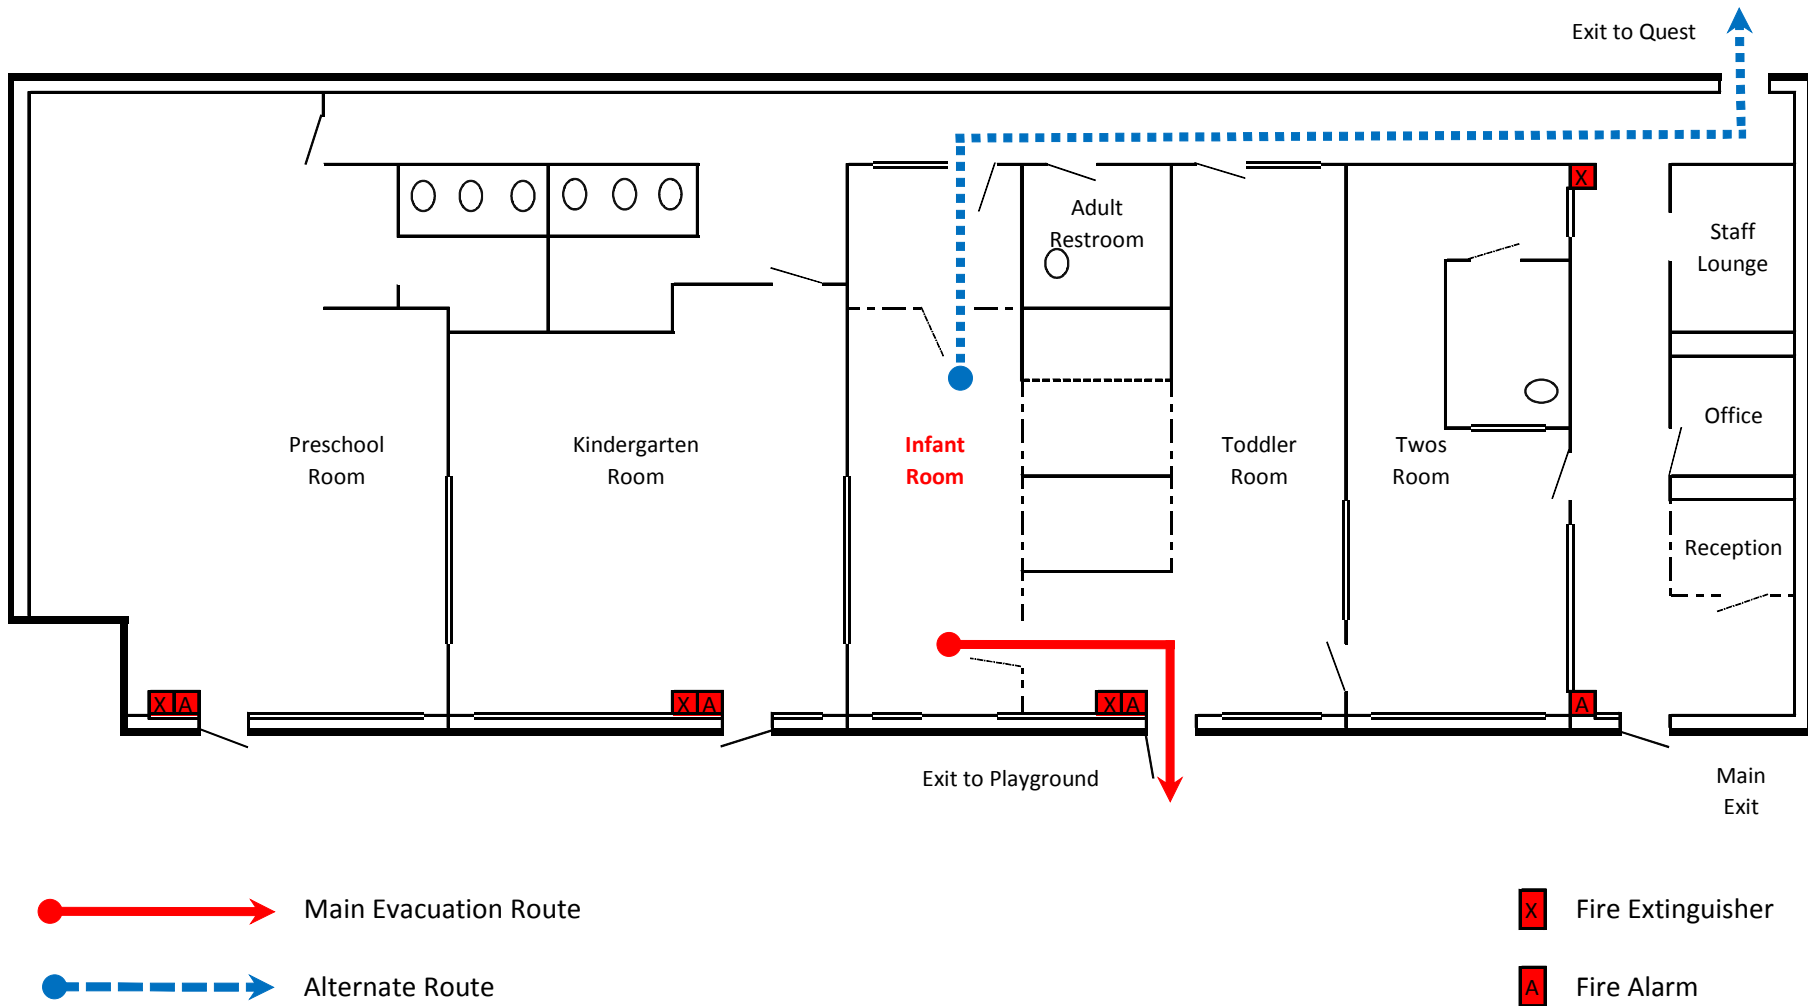 Exit to Quest
X
Adult
Restroom
Staff
Lounge
Office
Preschool
Room
Kindergarten
Room
Infant
Room
Toddler
Room
Twos
Room
Reception
X A
X A
X A
A
Exit to Playground
Main
Exit
Main Evacuation Route
X Fire Extinguisher
Alternate Route
A Fire Alarm